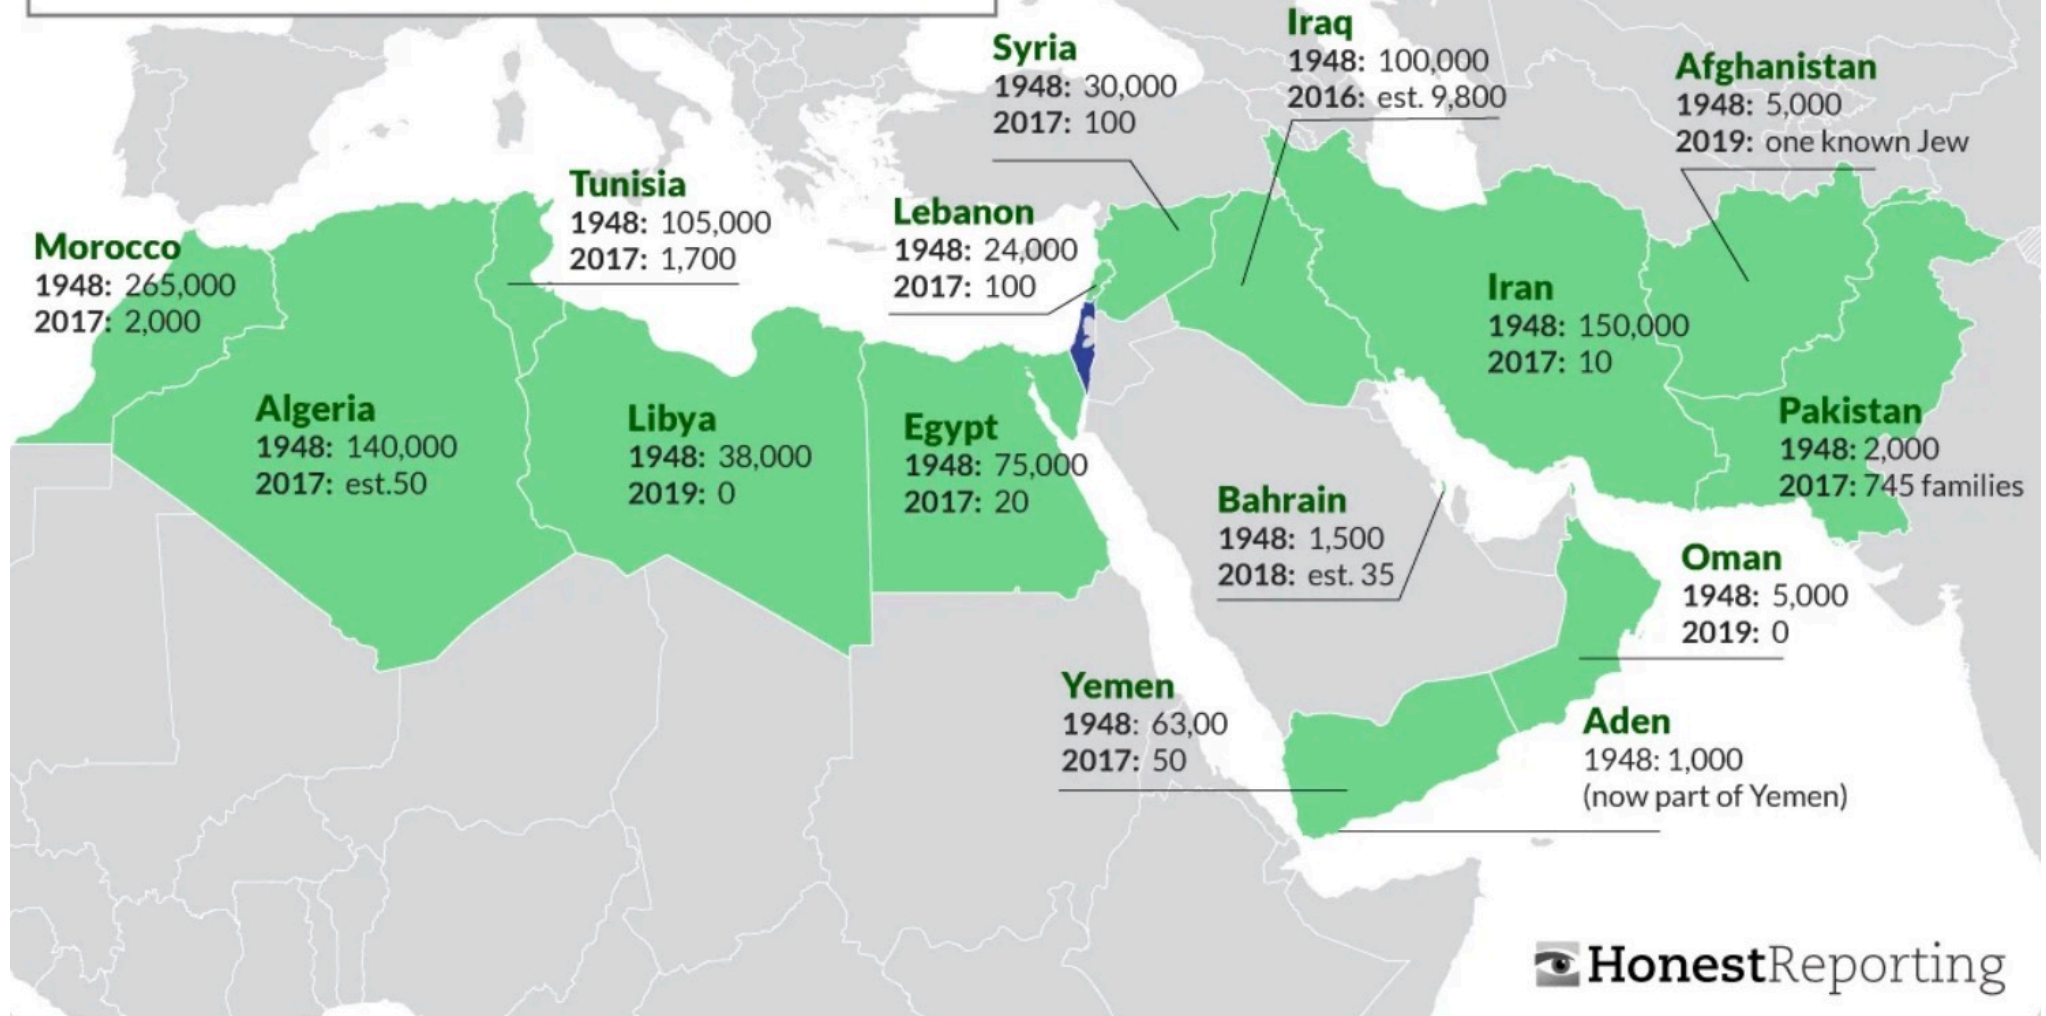 Syria
1948: 30,000
2017: 100
Iraq
1948: 100,000
2016: est. 9,800
Afghanistan
1948: 5,000
2019: one known Jew
Morocco
1948: 265,000
2017: 2,000
Tunisia
1948: 105,000
2017: 1,700
Lebanon
1948: 24,000
2017: 100
Iran
1948: 150,000
2017: 10
Algeria
1948: 140,000
2017: est.50
Libya
1948: 38,000
2019: 0
Egypt
1948: 75,000
2017: 20
Pakistan
1948: 2,000
2017: 745 families
Bahrain
1948: 1,500
2018: est. 35
Oman
1948: 5,000
2019: 0
Yemen
1948: 63,00
2017: 50
Aden
1948: 1,000
(now part of Yemen)
HonestReporting